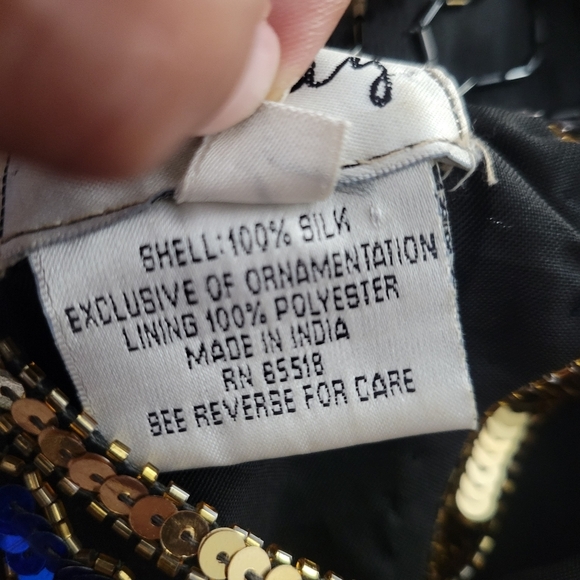 SHELL: 100% SILK
EXCLUSIVE OF ORNAMENTATION
LINING 100% POLYESTER
MADE IN INDIA
RN 65518
SEE REVERSE FOR CARE